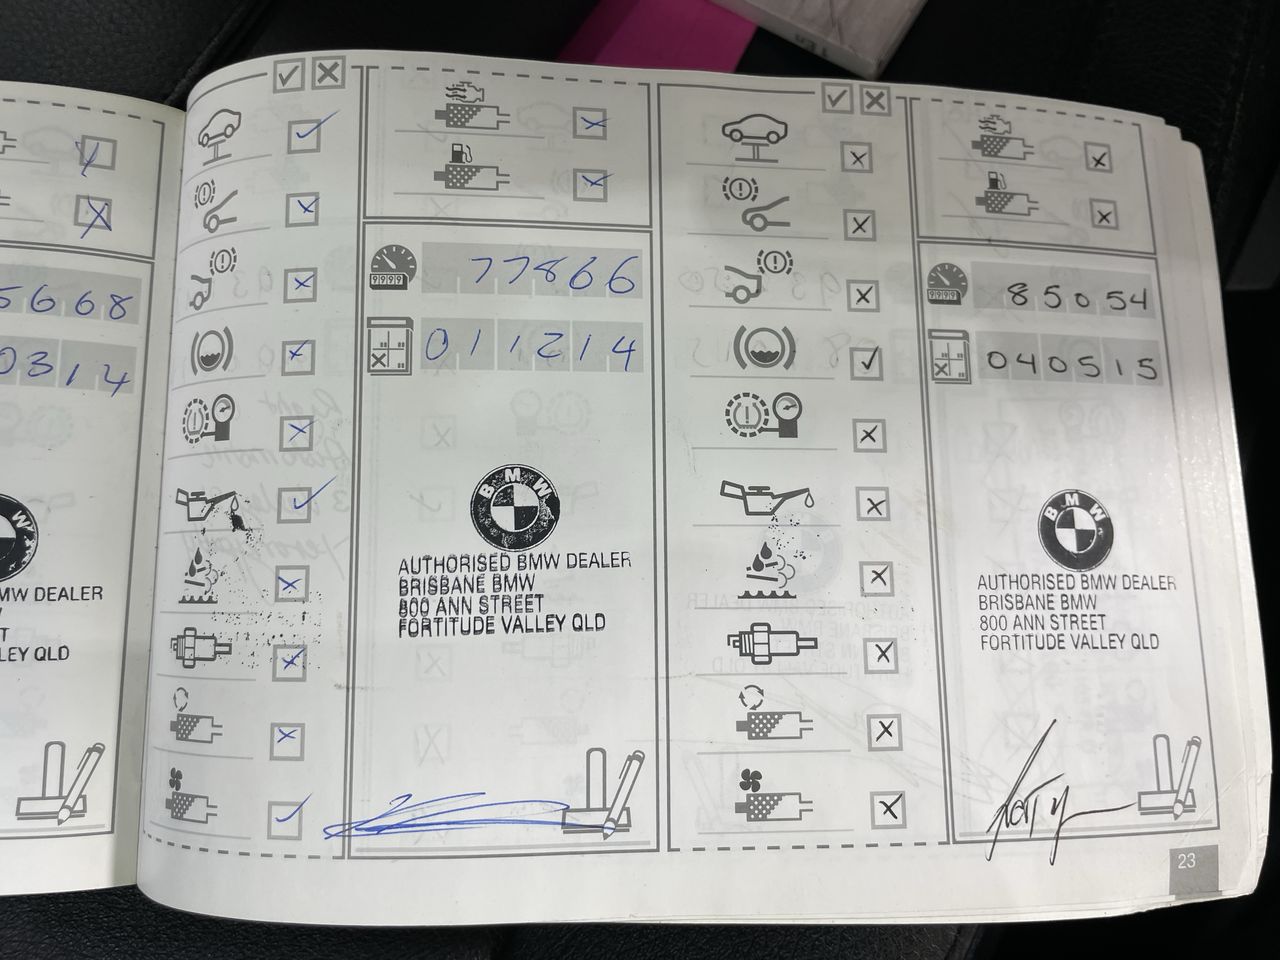 5668
0314
W
MW DEALER
LEY QLD
77866
011214
BMW
AUTHORISED BMW DEALER
BRISBANE BMW
800 ANN STREET
FORTITUDE VALLEY QLD
85054
040515
BMW
AUTHORISED BMW DEALER
BRISBANE BMW
800 ANN STREET
FORTITUDE VALLEY QLD
23